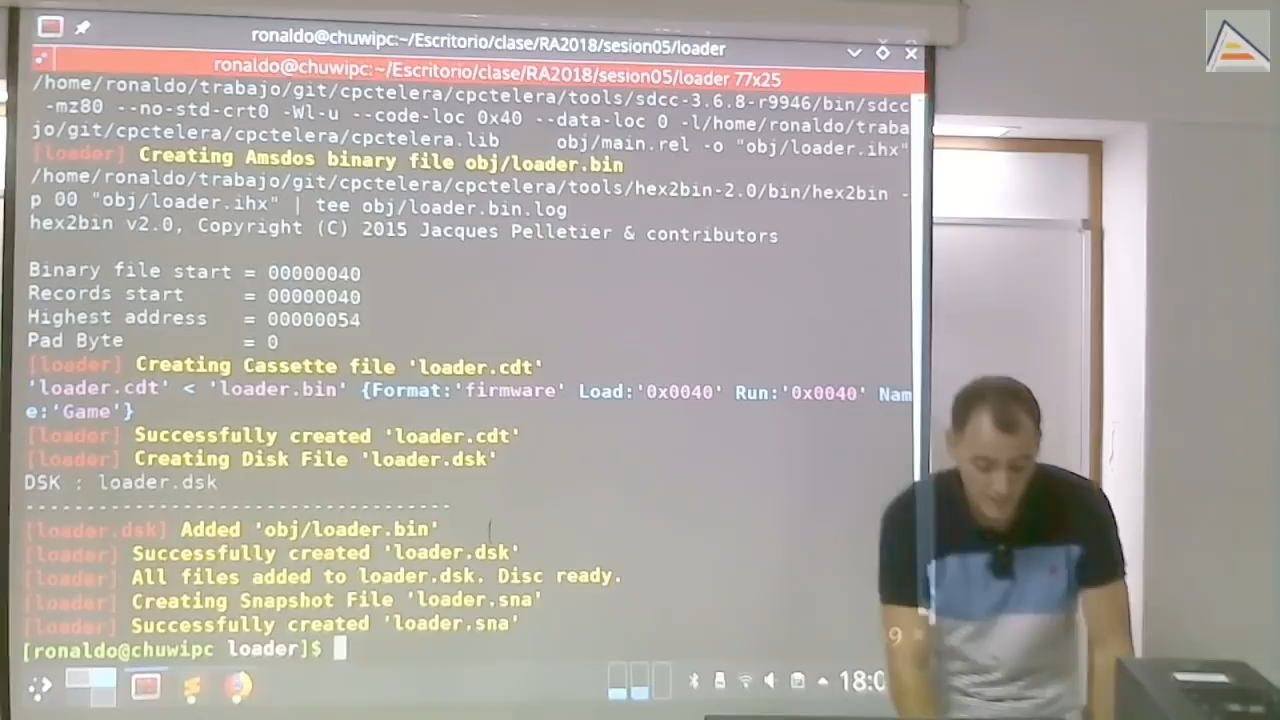 ronaldo@chuwipc:~/Escritorio/clase/RA2018/sesion05/loader
ronaldo@chuwipc:~/Escritorio/clase/RA2018/sesion05/loader 77x25
/home/ronaldo/trabajo/git/cpctelera/cpctelera/tools/sdcc-3.6.8-r9946/bin/sdcc
-mz80 --no-std-crt0 -Wl-u --code-loc 0x40 --data-loc 0 -l/home/ronaldo/traba
jo/git/cpctelera/cpctelera/cpctelera.lib obj/main.rel -o "obj/loader.ihx"
[loader] Creating Amsdos binary file obj/loader.bin
/home/ronaldo/trabajo/git/cpctelera/cpctelera/tools/hex2bin-2.0/bin/hex2bin -
p 00 "obj/loader.ihx" | tee obj/loader.bin.log
hex2bin v2.0, Copyright (C) 2015 Jacques Pelletier & contributors
Binary file start = 00000040
Records start = 00000040
Highest address = 00000054
Pad Byte = 0
[loader] Creating Cassette file 'loader.cdt'
'loader.cdt' < 'loader.bin' {Format:'firmware' Load:'0x0040' Run:'0x0040' Nam
e:'Game'}
[loader] Successfully created 'loader.cdt'
[loader] Creating Disk File 'loader.dsk'
DSK : loader.dsk
------------------------------------
[loader.dsk] Added 'obj/loader.bin'
[loader] Successfully created 'loader.dsk'
[loader] All files added to loader.dsk. Disc ready.
[loader] Creating Snapshot File 'loader.sna'
[loader] Successfully created 'loader.sna'
[ronaldo@chuwipc loader]$
18:0